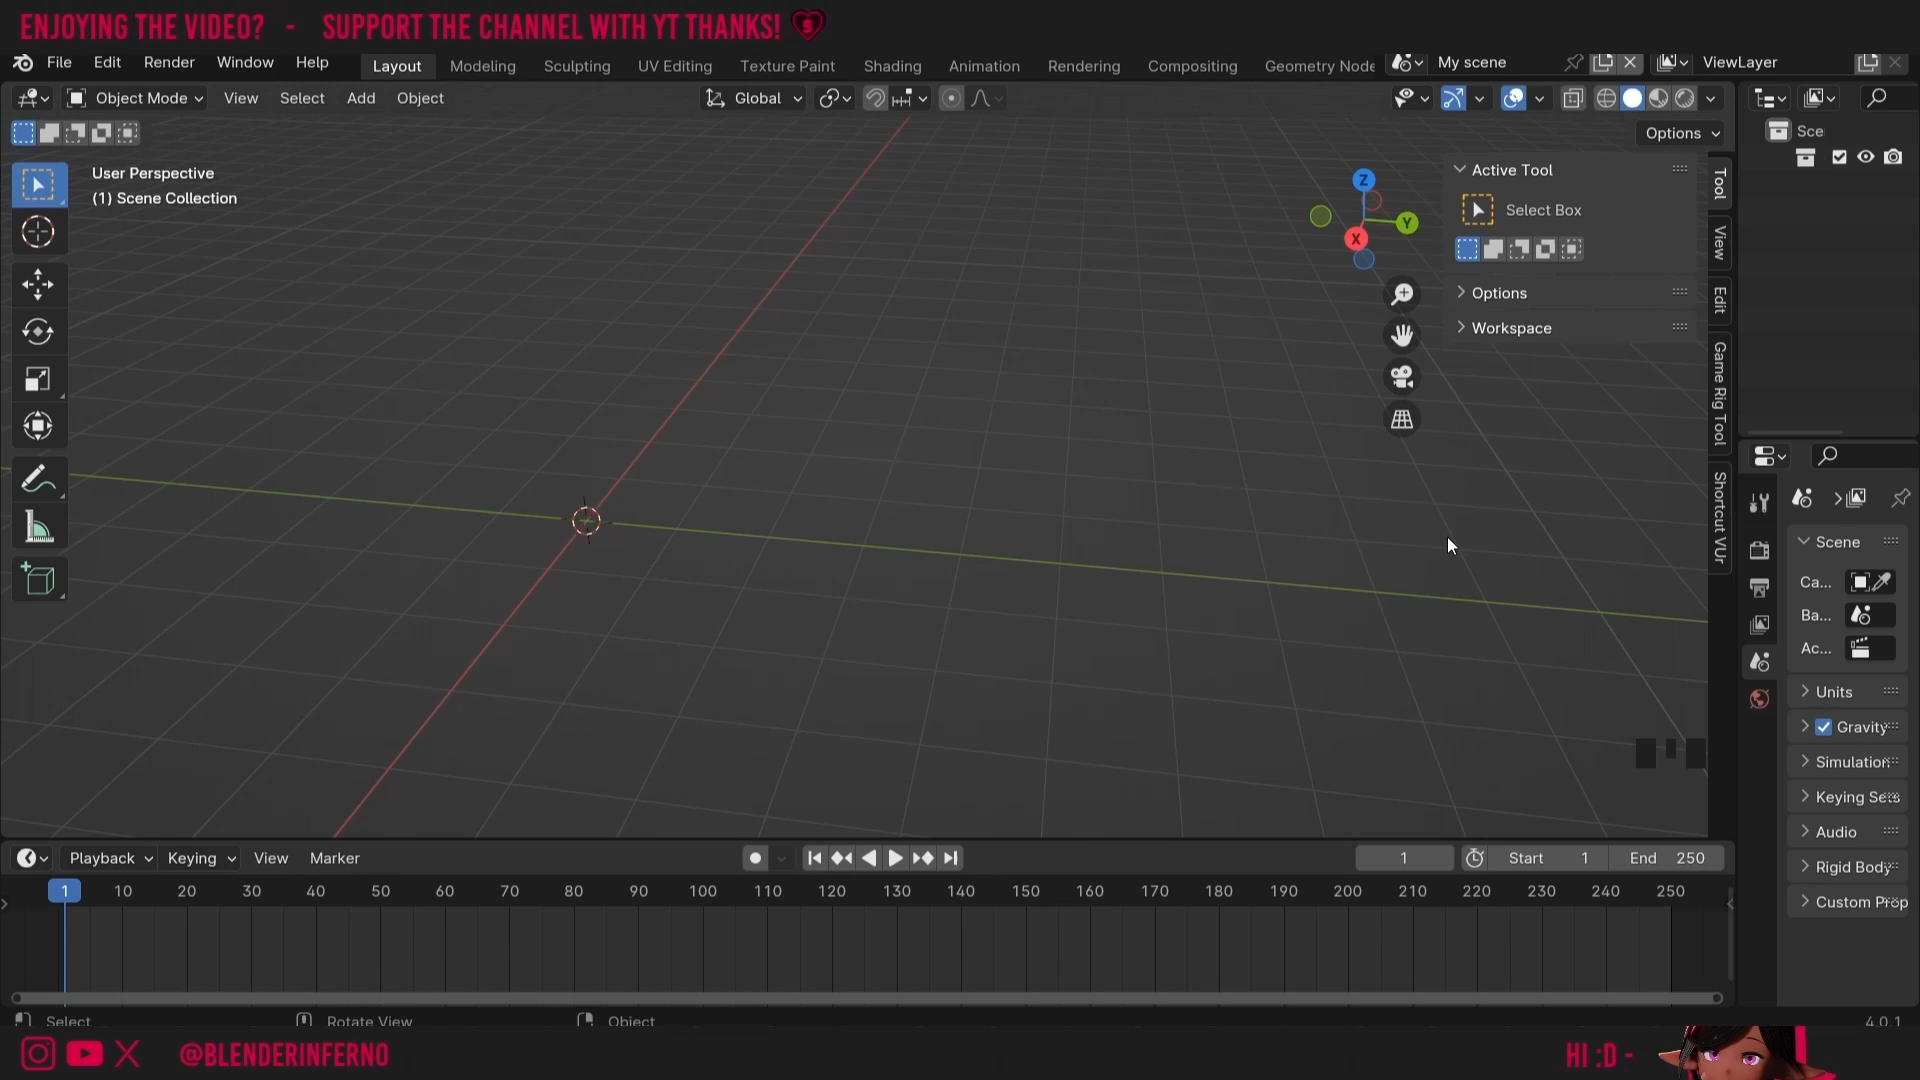 ENJOYING THE VIDEO? - SUPPORT THE CHANNEL WITH YT THANKS!
File Edit Render Window Help
Layout Modeling Sculpting UV Editing Texture Paint Shading Animation Rendering Compositing Geometry Node
My scene
ViewLayer
Object Mode View Select Add Object
Global
Options
User Perspective
(1) Scene Collection
Z
Y
X
Active Tool
Select Box
Options
Workspace
Tool
View
Edit
Game Rig Tool
Shortcut VUr
Sce
Scene
Ca...
Ba...
Ac...
Units
Gravity
Simulation
Keying Sets
Audio
Rigid Body
Custom Prop
Playback Keying View Marker
1
Start 1
End 250
1 10 20 30 40 50 60 70 80 90 100 110 120 130 140 150 160 170 180 190 200 210 220 230 240 250
Select
Rotate View
Object
4.0.1
@BLENDERINFERNO
HI :D -